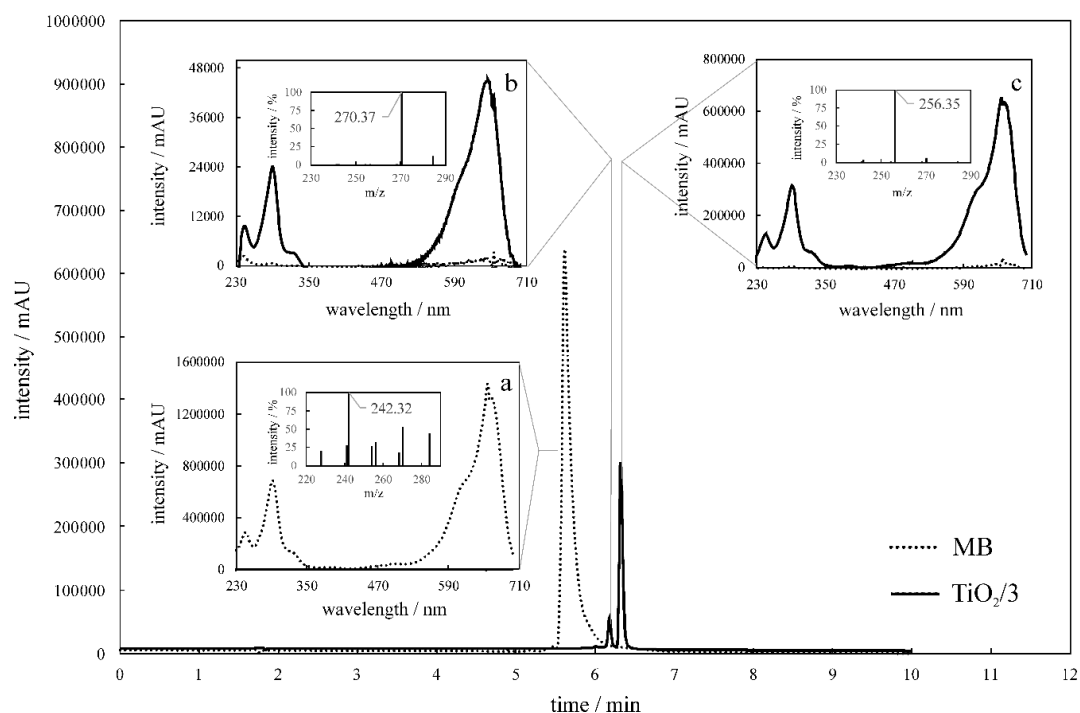 1000000
900000
800000
700000
600000
500000
400000
300000
200000
100000
0
intensity / mAU
0 1 2 3 4 5 6 7 8 9 10 11 12
time / min
b
48000
36000
24000
12000
0
intensity / mAU
230 350 470 590 710
wavelength / nm
100
75
50
25
0
intensity / %
270.37
230 250 270 290
m/z
c
800000
600000
400000
200000
0
intensity / mAU
230 350 470 590 710
wavelength / nm
100
75
50
25
0
intensity / %
256.35
230 250 270 290
m/z
a
1600000
1200000
800000
400000
0
intensity / mAU
230 350 470 590 710
wavelength / nm
100
75
50
25
0
intensity / %
242.32
220 240 260 280
m/z
MB
TiO₂/3